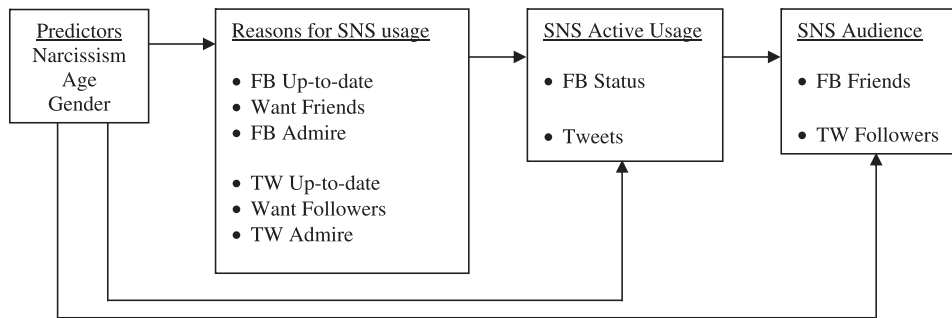 Predictors
Narcissism
Age
Gender
Reasons for SNS usage
• FB Up-to-date
• Want Friends
• FB Admire
• TW Up-to-date
• Want Followers
• TW Admire
SNS Active Usage
• FB Status
• Tweets
SNS Audience
• FB Friends
• TW Followers